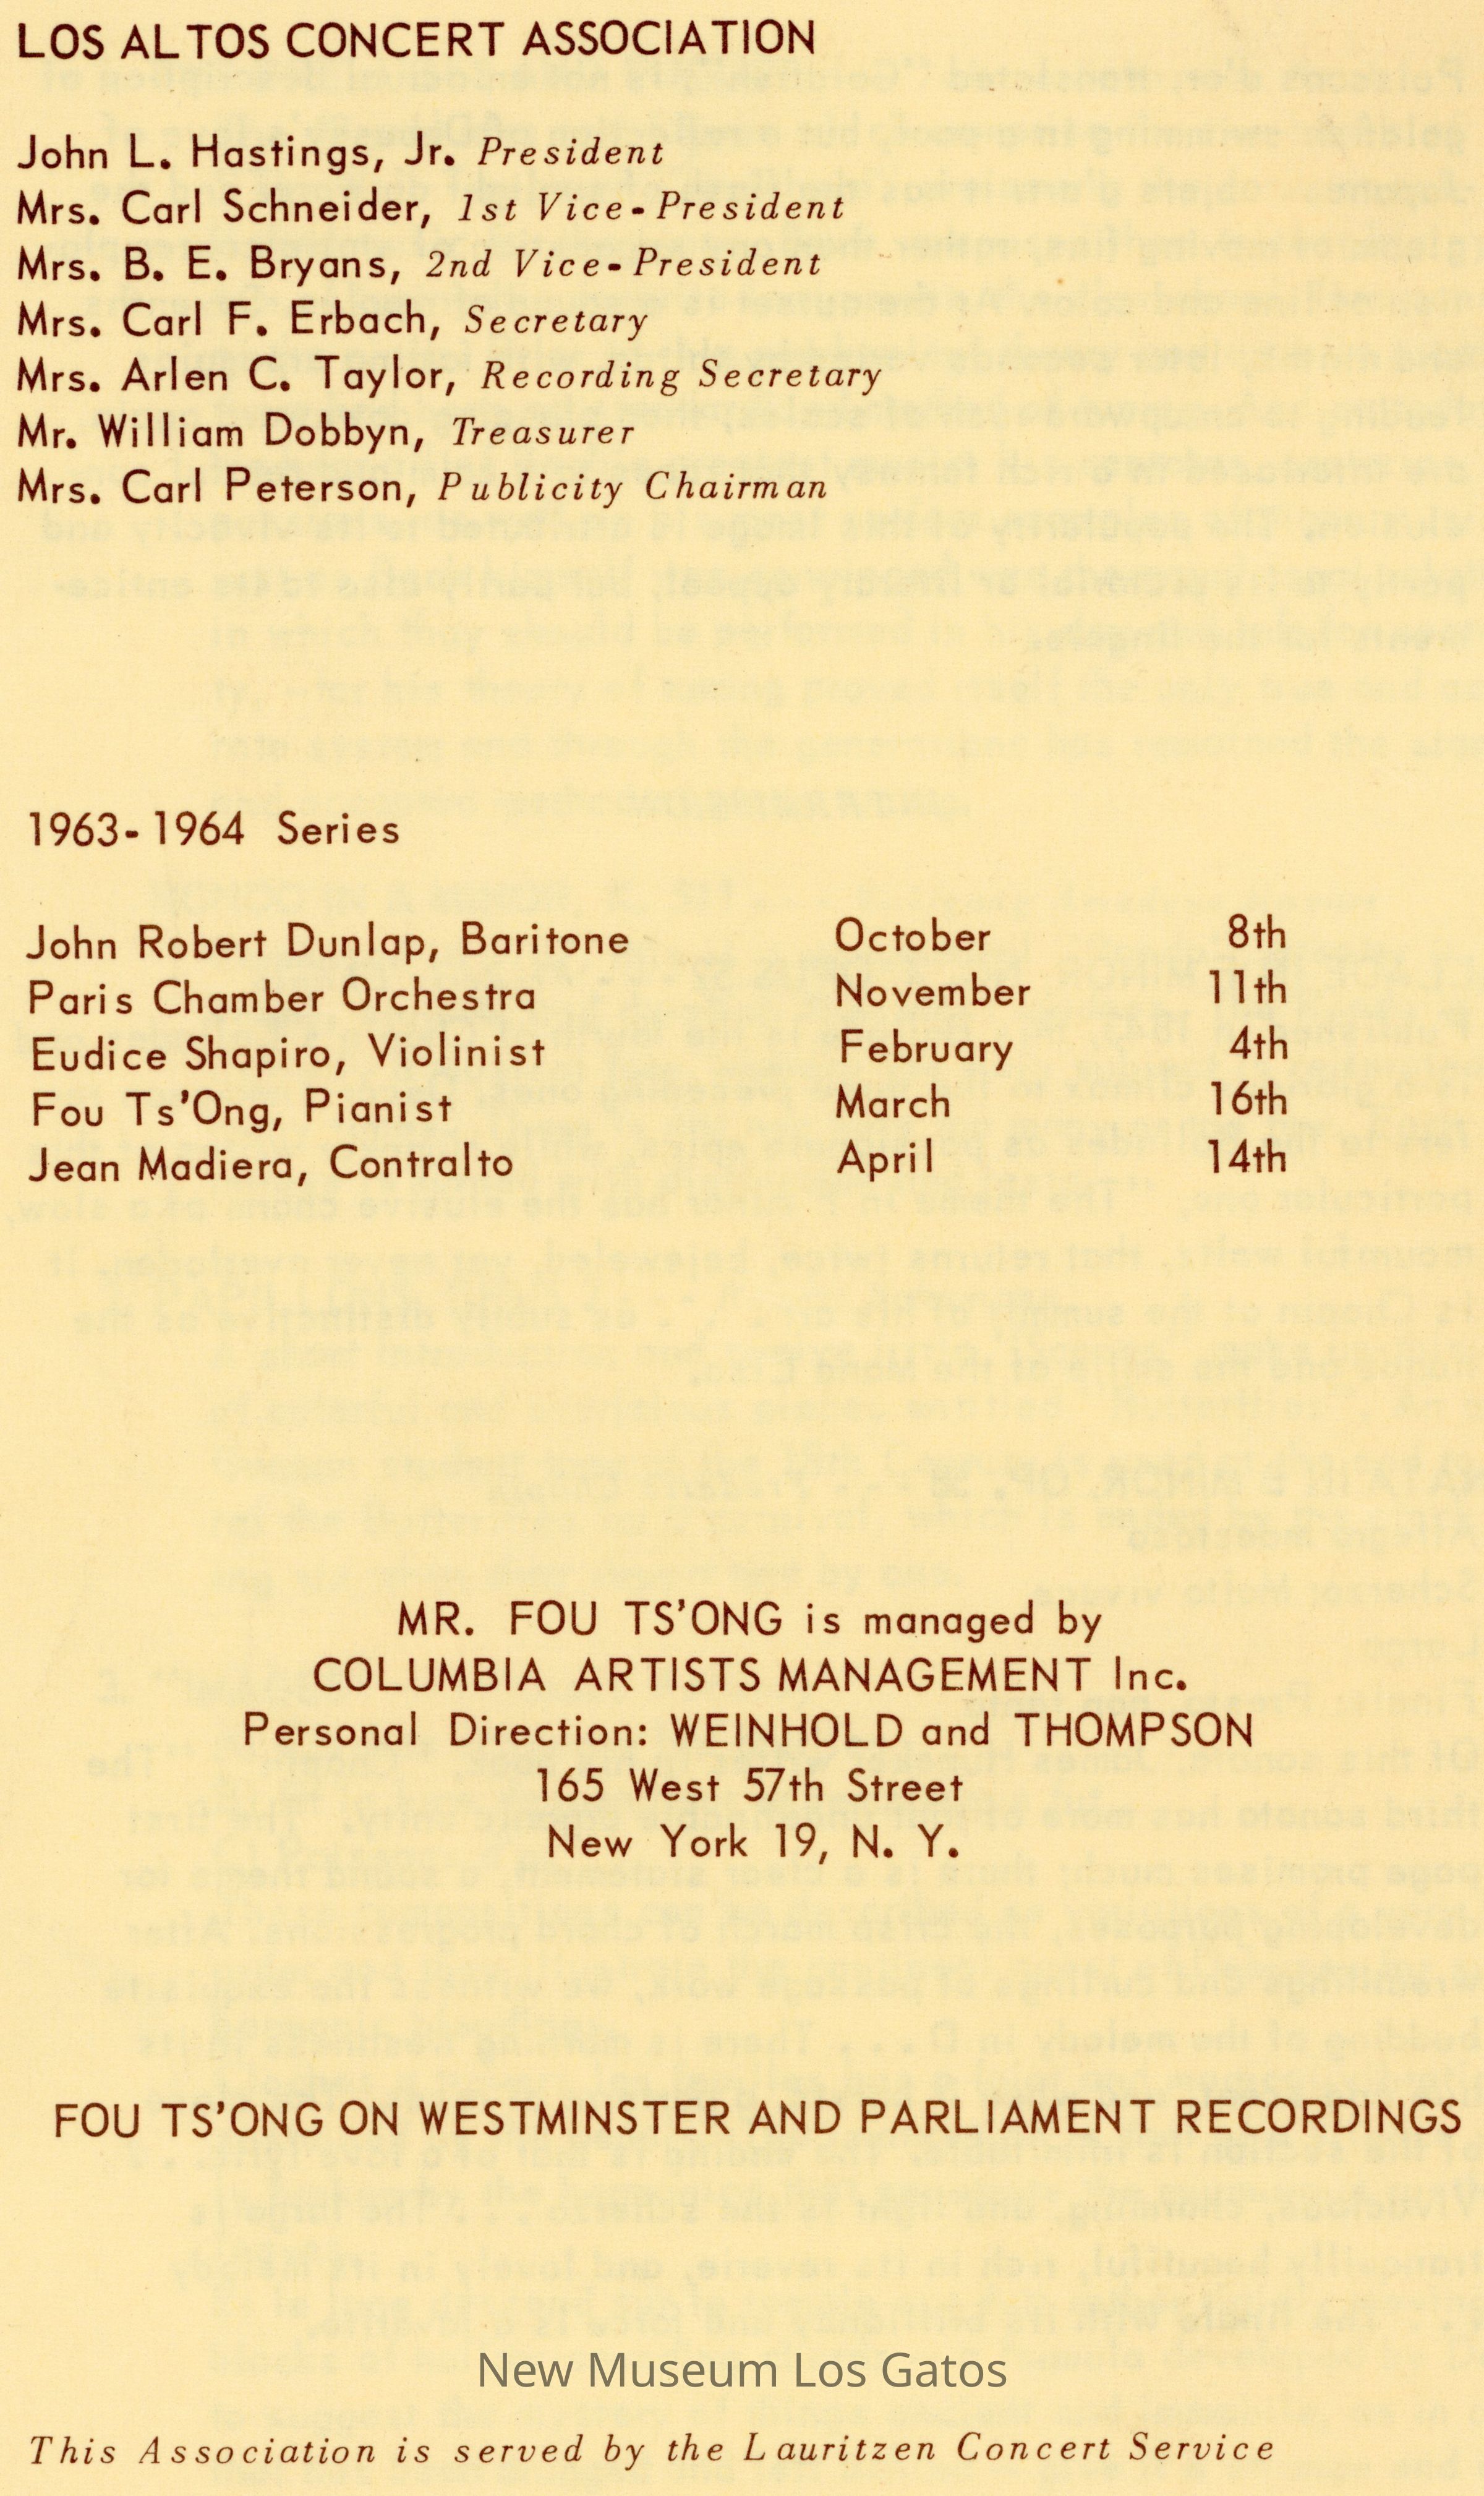 LOS ALTOS CONCERT ASSOCIATION
John L. Hastings, Jr. President
Mrs. Carl Schneider, 1st Vice-President
Mrs. B. E. Bryans, 2nd Vice-President
Mrs. Carl F. Erbach, Secretary
Mrs. Arlen C. Taylor, Recording Secretary
Mr. William Dobbyn, Treasurer
Mrs. Carl Peterson, Publicity Chairman
1963-1964 Series
John Robert Dunlap, Baritone October 8th
Paris Chamber Orchestra November 11th
Eudice Shapiro, Violinist February 4th
Fou Ts'Ong, Pianist March 16th
Jean Madiera, Contralto April 14th
MR. FOU TS'ONG is managed by
COLUMBIA ARTISTS MANAGEMENT Inc.
Personal Direction: WEINHOLD and THOMPSON
165 West 57th Street
New York 19, N. Y.
FOU TS'ONG ON WESTMINSTER AND PARLIAMENT RECORDINGS
New Museum Los Gatos
This Association is served by the Lauritzen Concert Service